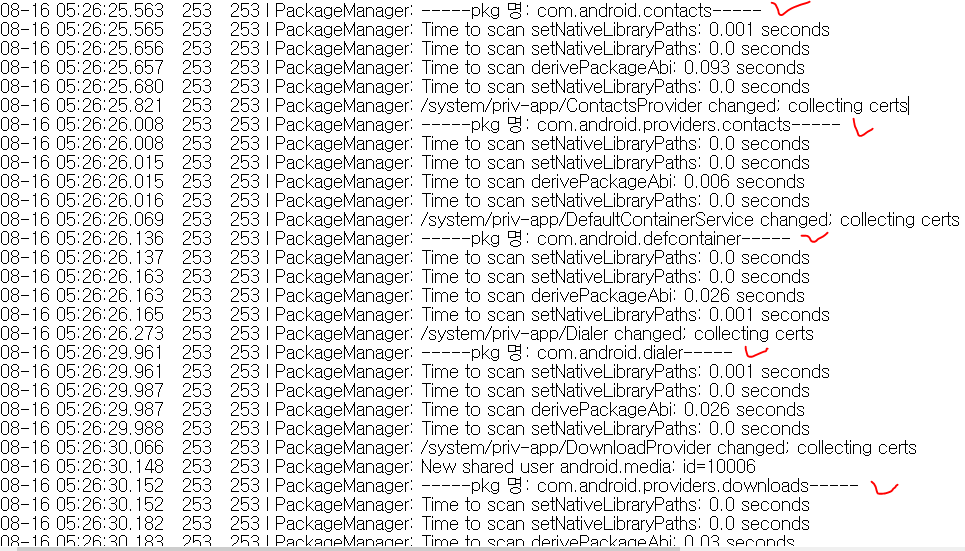 08-16 05:26:25.563 253 253 I PackageManager: -----pkg 명: com.android.contacts-----
08-16 05:26:25.565 253 253 I PackageManager: Time to scan setNativeLibraryPaths: 0.001 seconds
08-16 05:26:25.656 253 253 I PackageManager: Time to scan setNativeLibraryPaths: 0.0 seconds
08-16 05:26:25.657 253 253 I PackageManager: Time to scan derivePackageAbi: 0.093 seconds
08-16 05:26:25.680 253 253 I PackageManager: Time to scan setNativeLibraryPaths: 0.0 seconds
08-16 05:26:25.821 253 253 I PackageManager: /system/priv-app/ContactsProvider changed; collecting certs
08-16 05:26:26.008 253 253 I PackageManager: -----pkg 명: com.android.providers.contacts-----
08-16 05:26:26.008 253 253 I PackageManager: Time to scan setNativeLibraryPaths: 0.0 seconds
08-16 05:26:26.015 253 253 I PackageManager: Time to scan setNativeLibraryPaths: 0.0 seconds
08-16 05:26:26.015 253 253 I PackageManager: Time to scan derivePackageAbi: 0.006 seconds
08-16 05:26:26.016 253 253 I PackageManager: Time to scan setNativeLibraryPaths: 0.0 seconds
08-16 05:26:26.069 253 253 I PackageManager: /system/priv-app/DefaultContainerService changed; collecting certs
08-16 05:26:26.136 253 253 I PackageManager: -----pkg 명: com.android.defcontainer-----
08-16 05:26:26.137 253 253 I PackageManager: Time to scan setNativeLibraryPaths: 0.0 seconds
08-16 05:26:26.163 253 253 I PackageManager: Time to scan setNativeLibraryPaths: 0.0 seconds
08-16 05:26:26.163 253 253 I PackageManager: Time to scan derivePackageAbi: 0.026 seconds
08-16 05:26:26.165 253 253 I PackageManager: Time to scan setNativeLibraryPaths: 0.001 seconds
08-16 05:26:26.273 253 253 I PackageManager: /system/priv-app/Dialer changed; collecting certs
08-16 05:26:29.961 253 253 I PackageManager: -----pkg 명: com.android.dialer-----
08-16 05:26:29.961 253 253 I PackageManager: Time to scan setNativeLibraryPaths: 0.001 seconds
08-16 05:26:29.987 253 253 I PackageManager: Time to scan setNativeLibraryPaths: 0.0 seconds
08-16 05:26:29.987 253 253 I PackageManager: Time to scan derivePackageAbi: 0.026 seconds
08-16 05:26:29.988 253 253 I PackageManager: Time to scan setNativeLibraryPaths: 0.0 seconds
08-16 05:26:30.066 253 253 I PackageManager: /system/priv-app/DownloadProvider changed; collecting certs
08-16 05:26:30.148 253 253 I PackageManager: New shared user android.media: id=10006
08-16 05:26:30.152 253 253 I PackageManager: -----pkg 명: com.android.providers.downloads-----
08-16 05:26:30.152 253 253 I PackageManager: Time to scan setNativeLibraryPaths: 0.0 seconds
08-16 05:26:30.182 253 253 I PackageManager: Time to scan setNativeLibraryPaths: 0.0 seconds
08-16 05:26:30.183 253 253 I PackageManager: Time to scan derivePackageAbi: 0.03 seconds